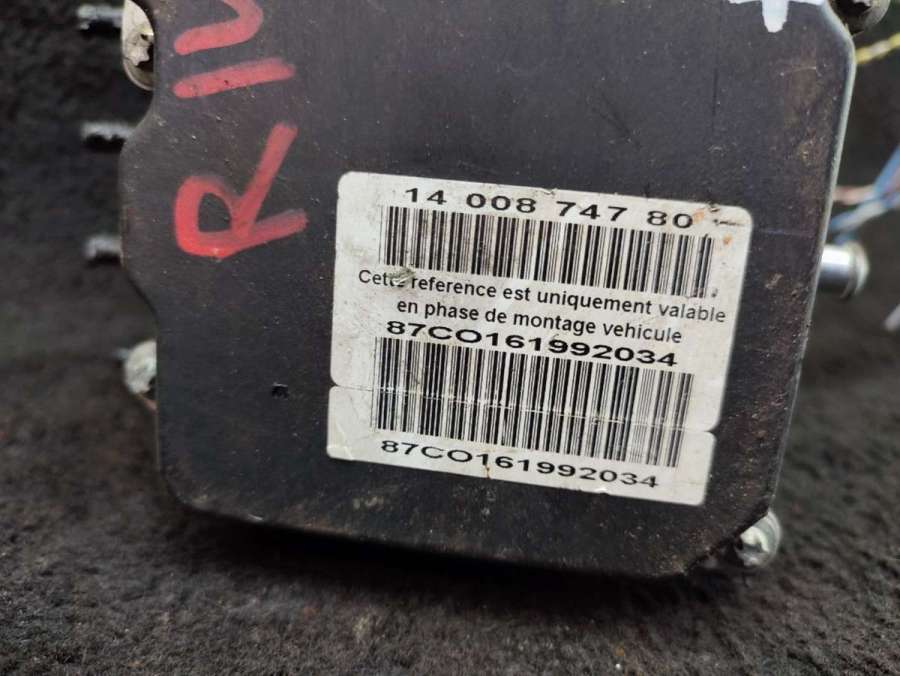 14 008 747 80
Cette reference est uniquement valable
en phase de montage vehicule
87CO161992034
87CO161992034